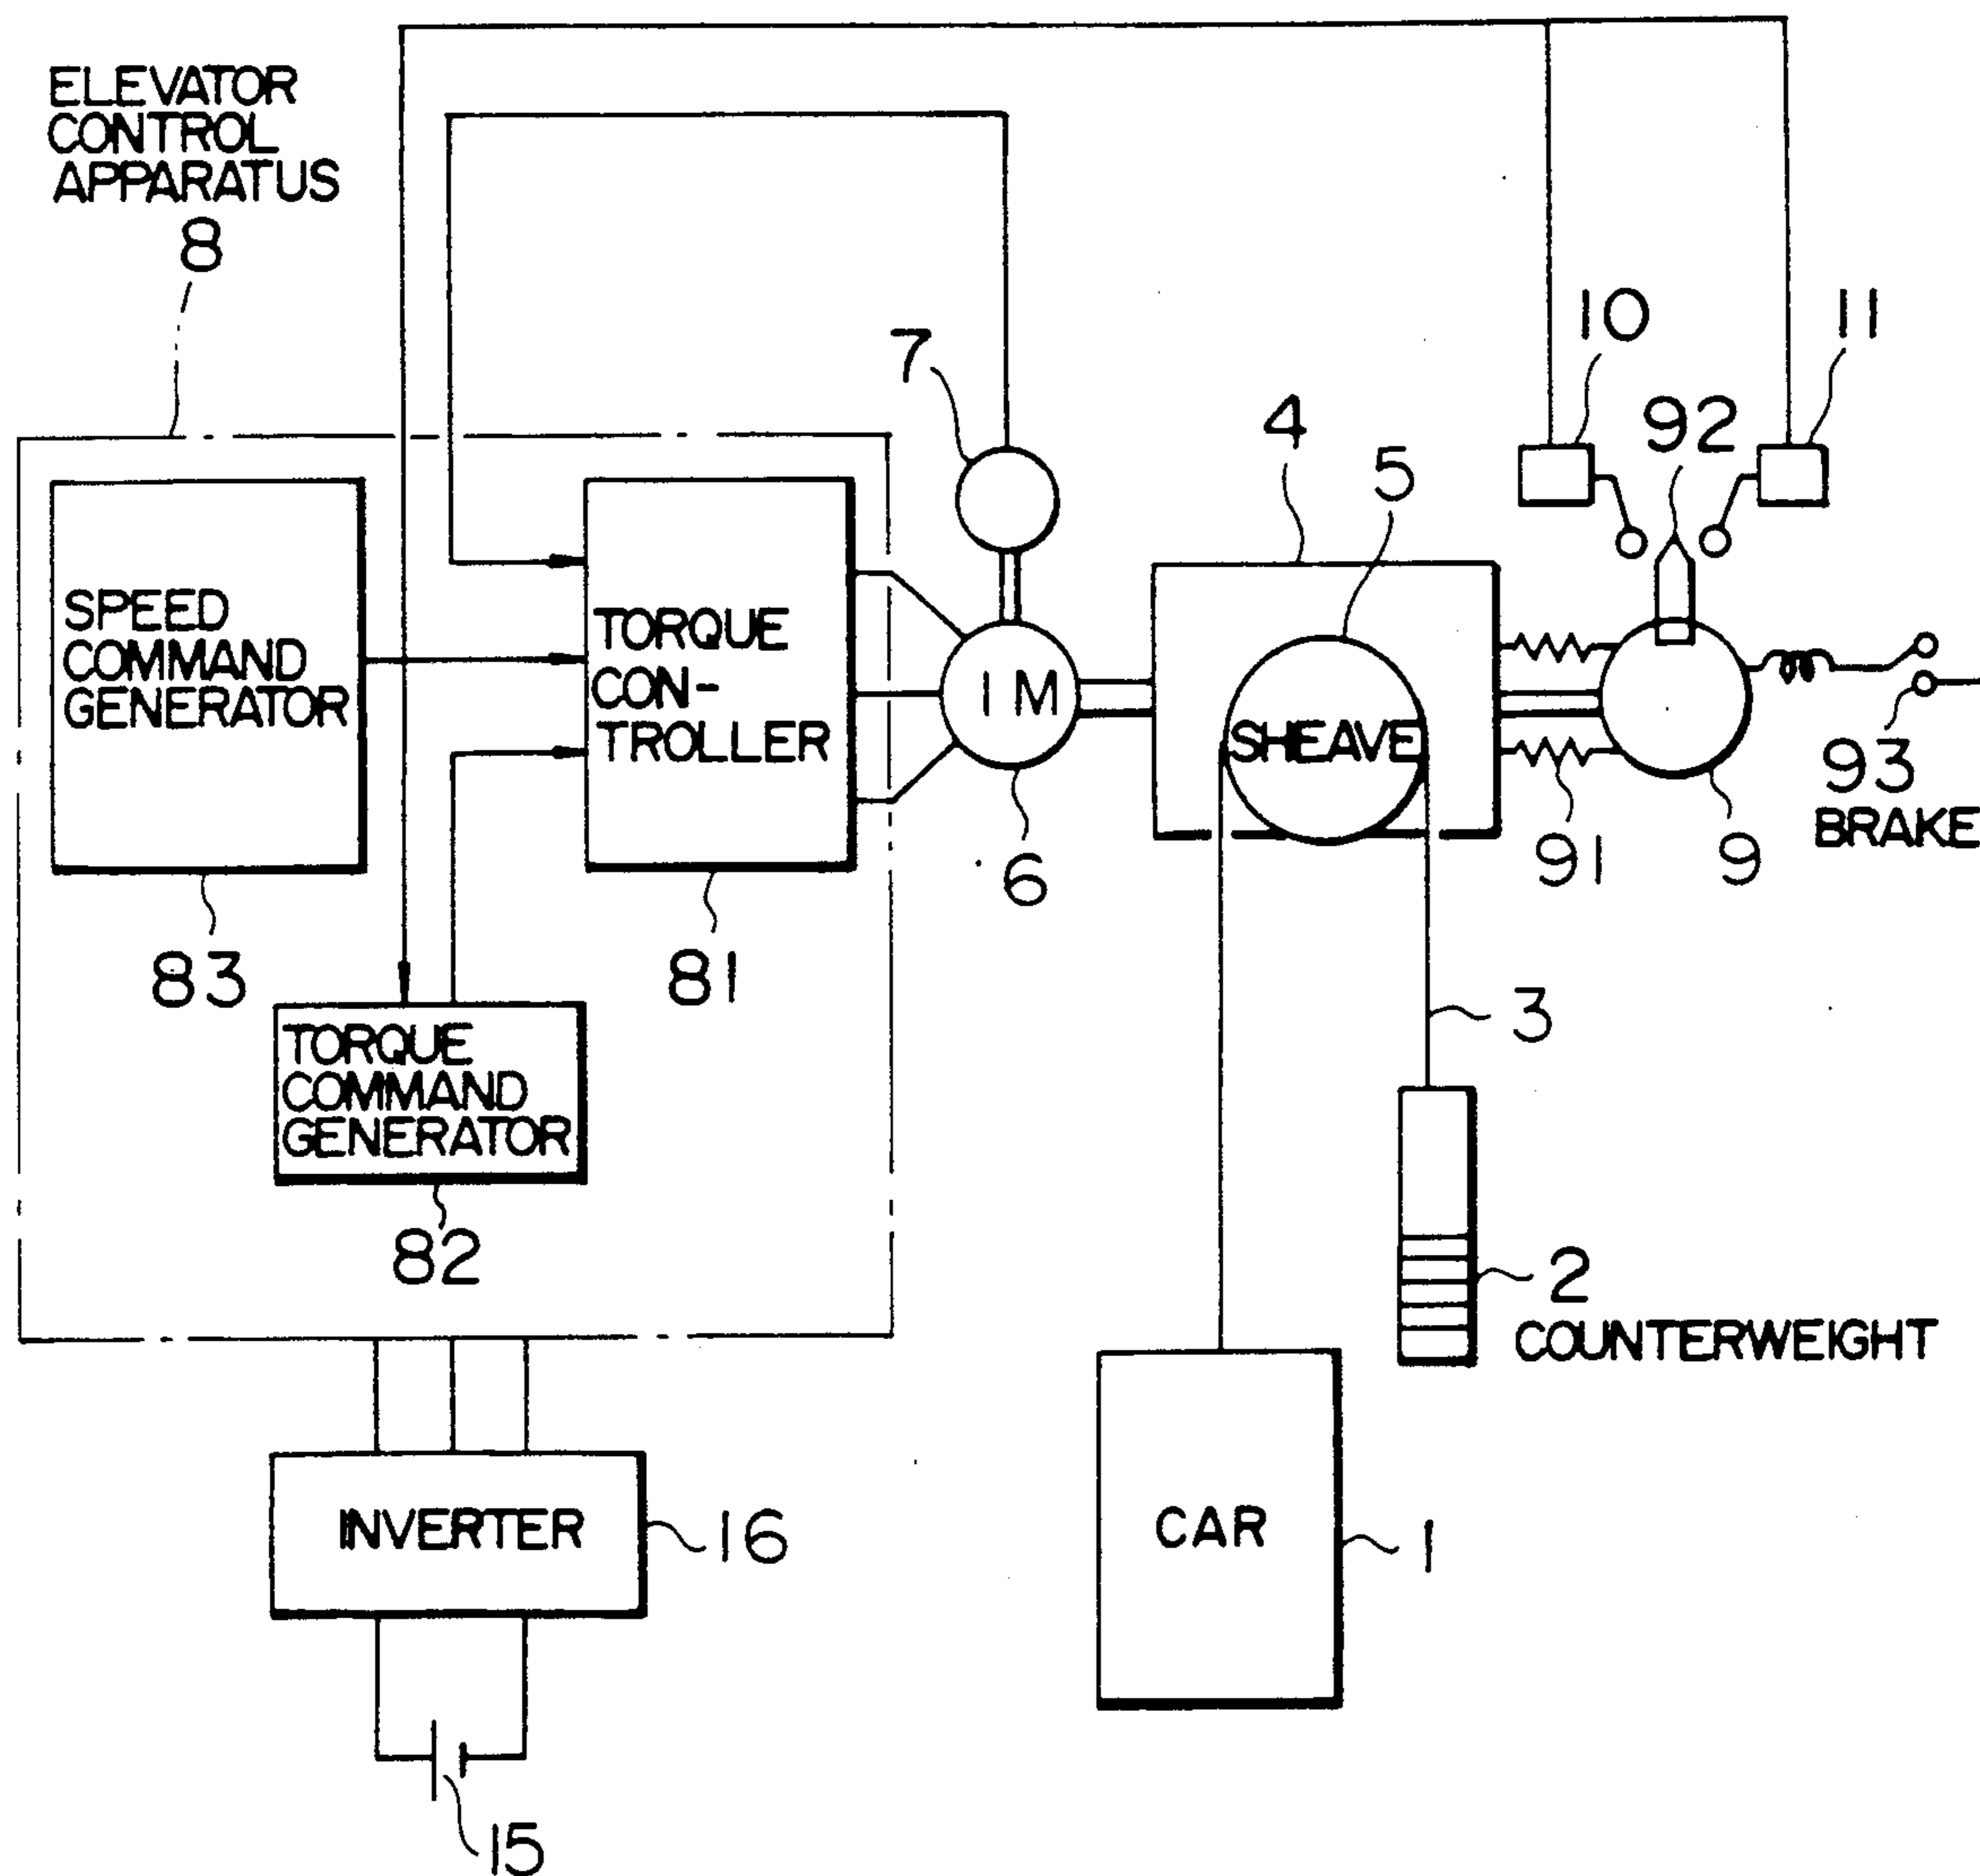 ELEVATOR
CONTROL
APPARATUS
8
7
10
11
4
5
92
SPEED
COMMAND
GENERATOR
TORQUE
CON-
TROLLER
IM
SHEAVE
93
BRAKE
91
9
6
83
81
3
TORQUE
COMMAND
GENERATOR
82
2
COUNTERWEIGHT
INVERTER
16
CAR
1
15